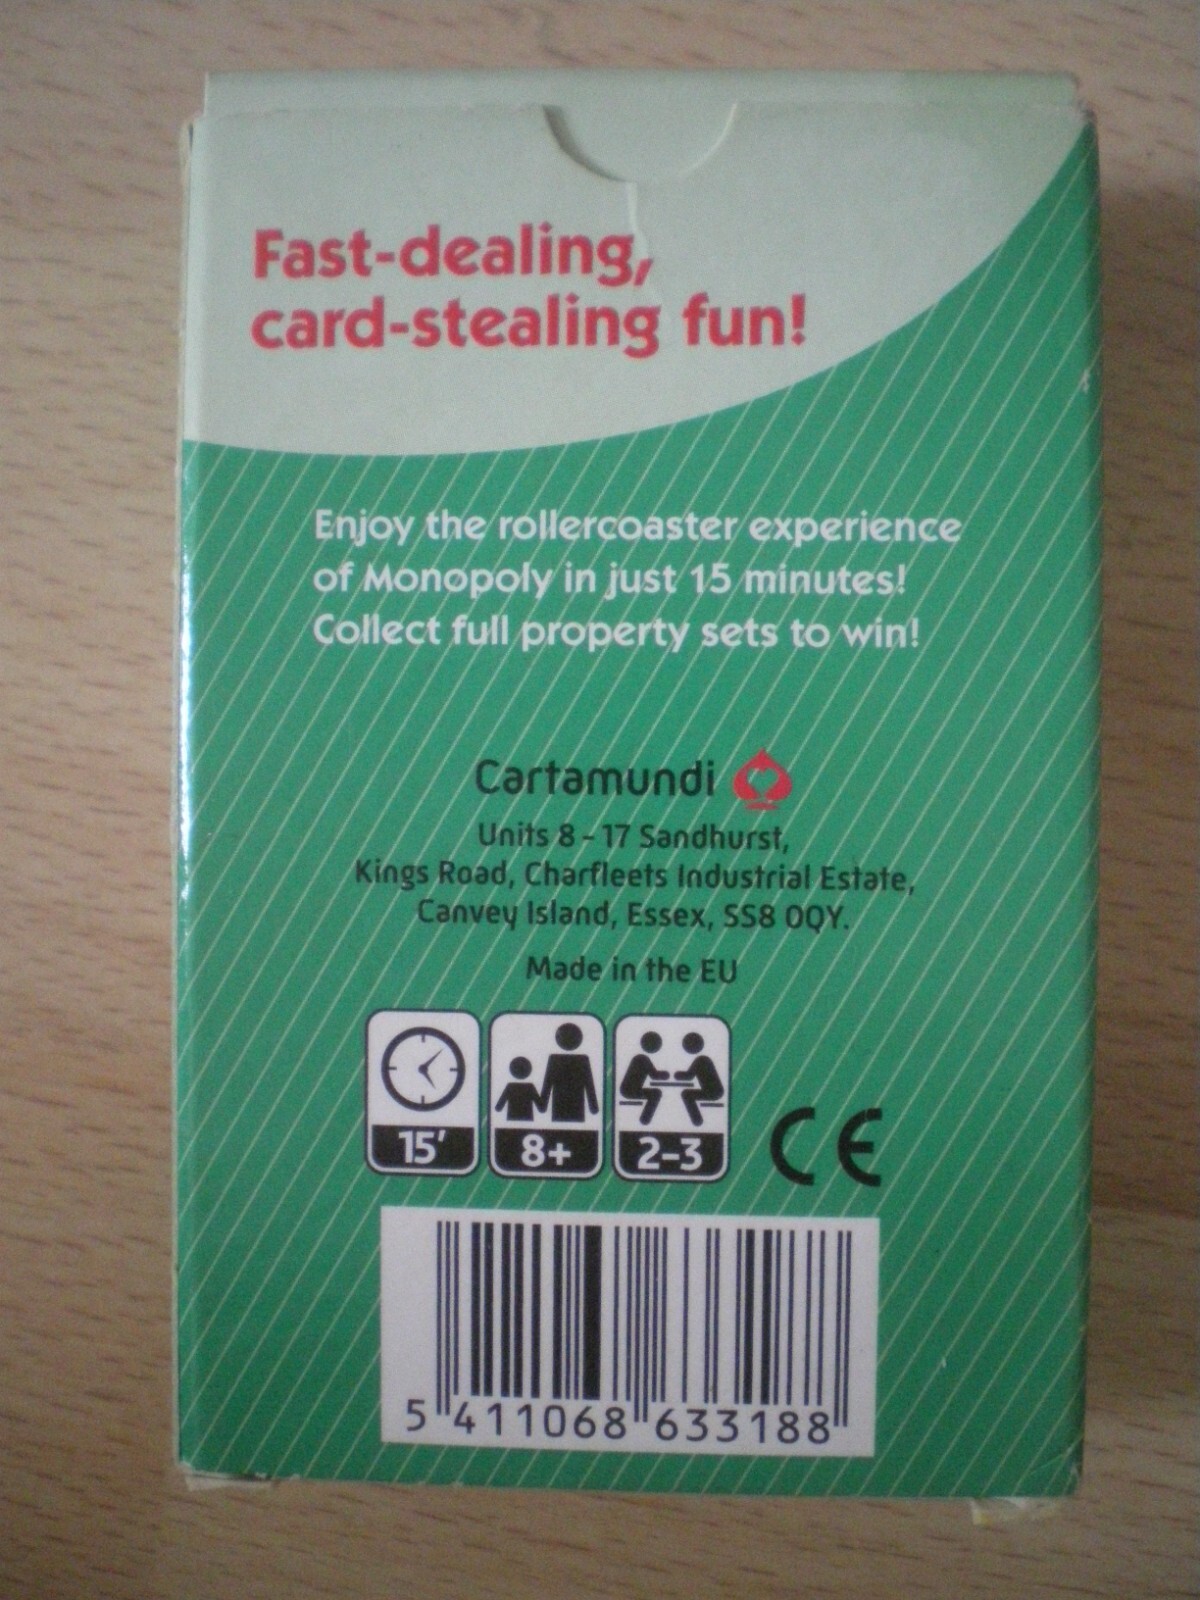 Fast-dealing,
card-stealing fun!
Enjoy the rollercoaster experience
of Monopoly in just 15 minutes!
Collect full property sets to win!
Cartamundi
Units 8 - 17 Sandhurst,
Kings Road, Charfleets Industrial Estate,
Canvey Island, Essex, SS8 0QY.
Made in the EU
15' 8+ 2-3 CE
5 411068 633188